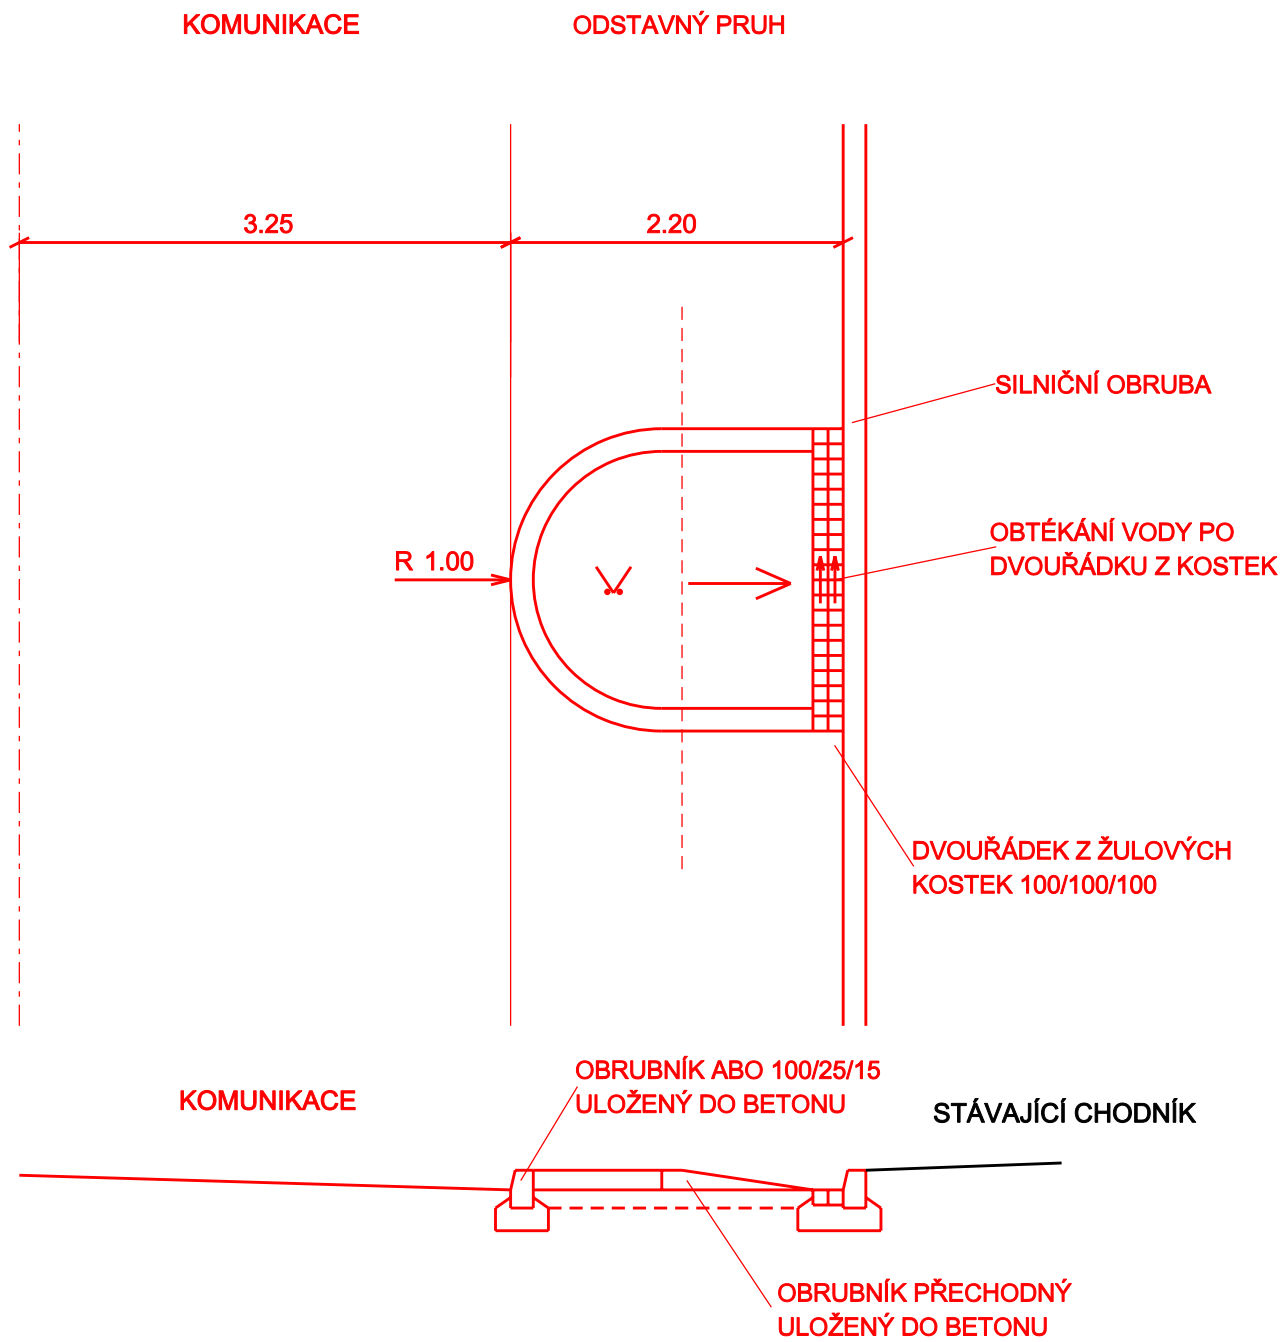 KOMUNIKACE
ODSTAVNÝ PRUH
3.25
2.20
SILNIČNÍ OBRUBA
OBTÉKÁNÍ VODY PO
DVOUŘÁDKU Z KOSTEK
R 1.00
DVOUŘÁDEK Z ŽULOVÝCH
KOSTEK 100/100/100
OBRUBNÍK ABO 100/25/15
ULOŽENÝ DO BETONU
KOMUNIKACE
STÁVAJÍCÍ CHODNÍK
OBRUBNÍK PŘECHODNÝ
ULOŽENÝ DO BETONU